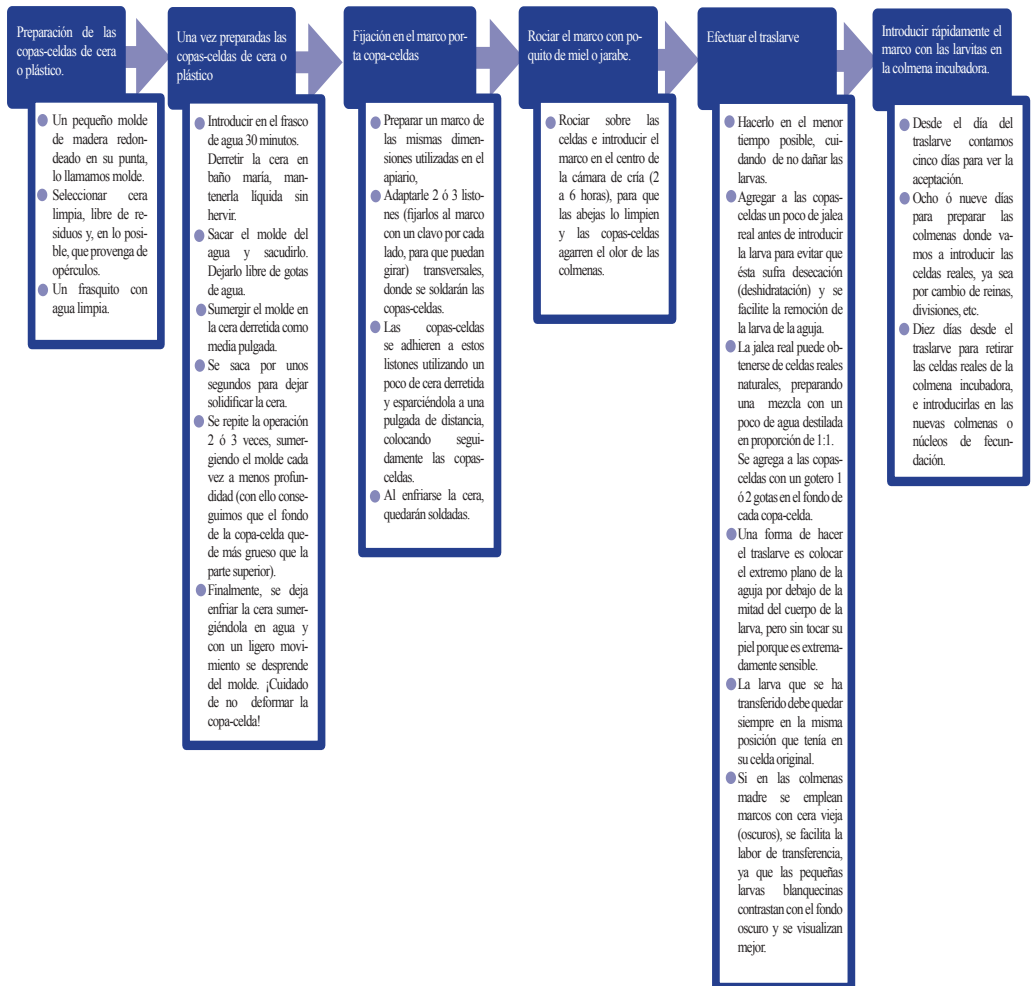 Preparación de las
copas-celdas de cera
o plástico.
Un pequeño molde
de madera redon-
deado en su punta,
lo llamamos molde.
Seleccionar cera
limpia, libre de re-
siduos y, en lo posi-
ble, que provenga de
opérculos.
Un frasquito con
agua limpia.
Una vez preparadas las
copas-celdas de cera o
plástico
Introducir en el frasco
de agua 30 minutos.
Derretir la cera en
baño maría, man-
tenerla líquida sin
hervir.
Sacar el molde del
agua y sacudirlo.
Dejarlo libre de gotas
de agua.
Sumergir el molde en
la cera derretida como
media pulgada.
Se saca por unos
segundos para dejar
solidificar la cera.
Se repite la operación
2 ó 3 veces, sumer-
giendo el molde cada
vez a menos profun-
didad (con ello conse-
guimos que el fondo
de la copa-celda que-
de más grueso que la
parte superior).
Finalmente, se deja
enfriar la cera sumer-
giéndola en agua y
con un ligero movi-
miento se desprende
del molde. ¡Cuidado
de no deformar la
copa-celda!
Fijación en el marco por-
ta copa-celdas
Preparar un marco de
las mismas dimen-
siones utilizadas en el
apiario,
Adaptarle 2 ó 3 listo-
nes (fijarlos al marco
con un clavo por cada
lado, para que puedan
girar) transversales,
donde se soldarán las
copas-celdas.
Las copas-celdas
se adhieren a estos
listones utilizando un
poco de cera derretida
y esparciéndola a una
pulgada de distancia,
colocando segui-
damente las copas-
celdas.
Al enfriarse la cera,
quedarán soldadas.
Rociar el marco con po-
quito de miel o jarabe.
Rociar sobre las
celdas e introducir el
marco en el centro de
la cámara de cría (2
a 6 horas), para que
las abejas lo limpien
y las copas-celdas
agarren el olor de las
colmenas.
Efectuar el traslarve
Hacerlo en el menor
tiempo posible, cui-
dando de no dañar las
larvas.
Agregar a las copas-
celdas un poco de jalea
real antes de introducir
la larva para evitar que
ésta sufra desecación
(deshidratación) y se
facilite la remoción de
la larva de la aguja.
La jalea real puede ob-
tenerse de celdas reales
naturales, preparando
una mezcla con un
poco de agua destilada
en proporción de 1:1.
Se agrega a las copas-
celdas con un gotero 1
ó 2 gotas en el fondo de
cada copa-celda.
Una forma de hacer
el traslarve es colocar
el extremo plano de la
aguja por debajo de la
mitad del cuerpo de la
larva, pero sin tocar su
piel porque es extrema-
damente sensible.
La larva que se ha
transferido debe quedar
siempre en la misma
posición que tenía en
su celda original.
Si en las colmenas
madre se emplean
marcos con cera vieja
(oscuros), se facilita la
labor de transferencia,
ya que las pequeñas
larvas blanquecinas
contrastan con el fondo
oscuro y se visualizan
mejor.
Introducir rápidamente el
marco con las larvitas en
la colmena incubadora.
Desde el día del
traslarve contamos
cinco días para ver la
aceptación.
Ocho ó nueve días
para preparar las
colmenas donde va-
mos a introducir las
celdas reales, ya sea
por cambio de reinas,
divisiones, etc.
Diez días desde el
traslarve para retirar
las celdas reales de la
colmena incubadora,
e introducirlas en las
nuevas colmenas o
núcleos de fecun-
dación.